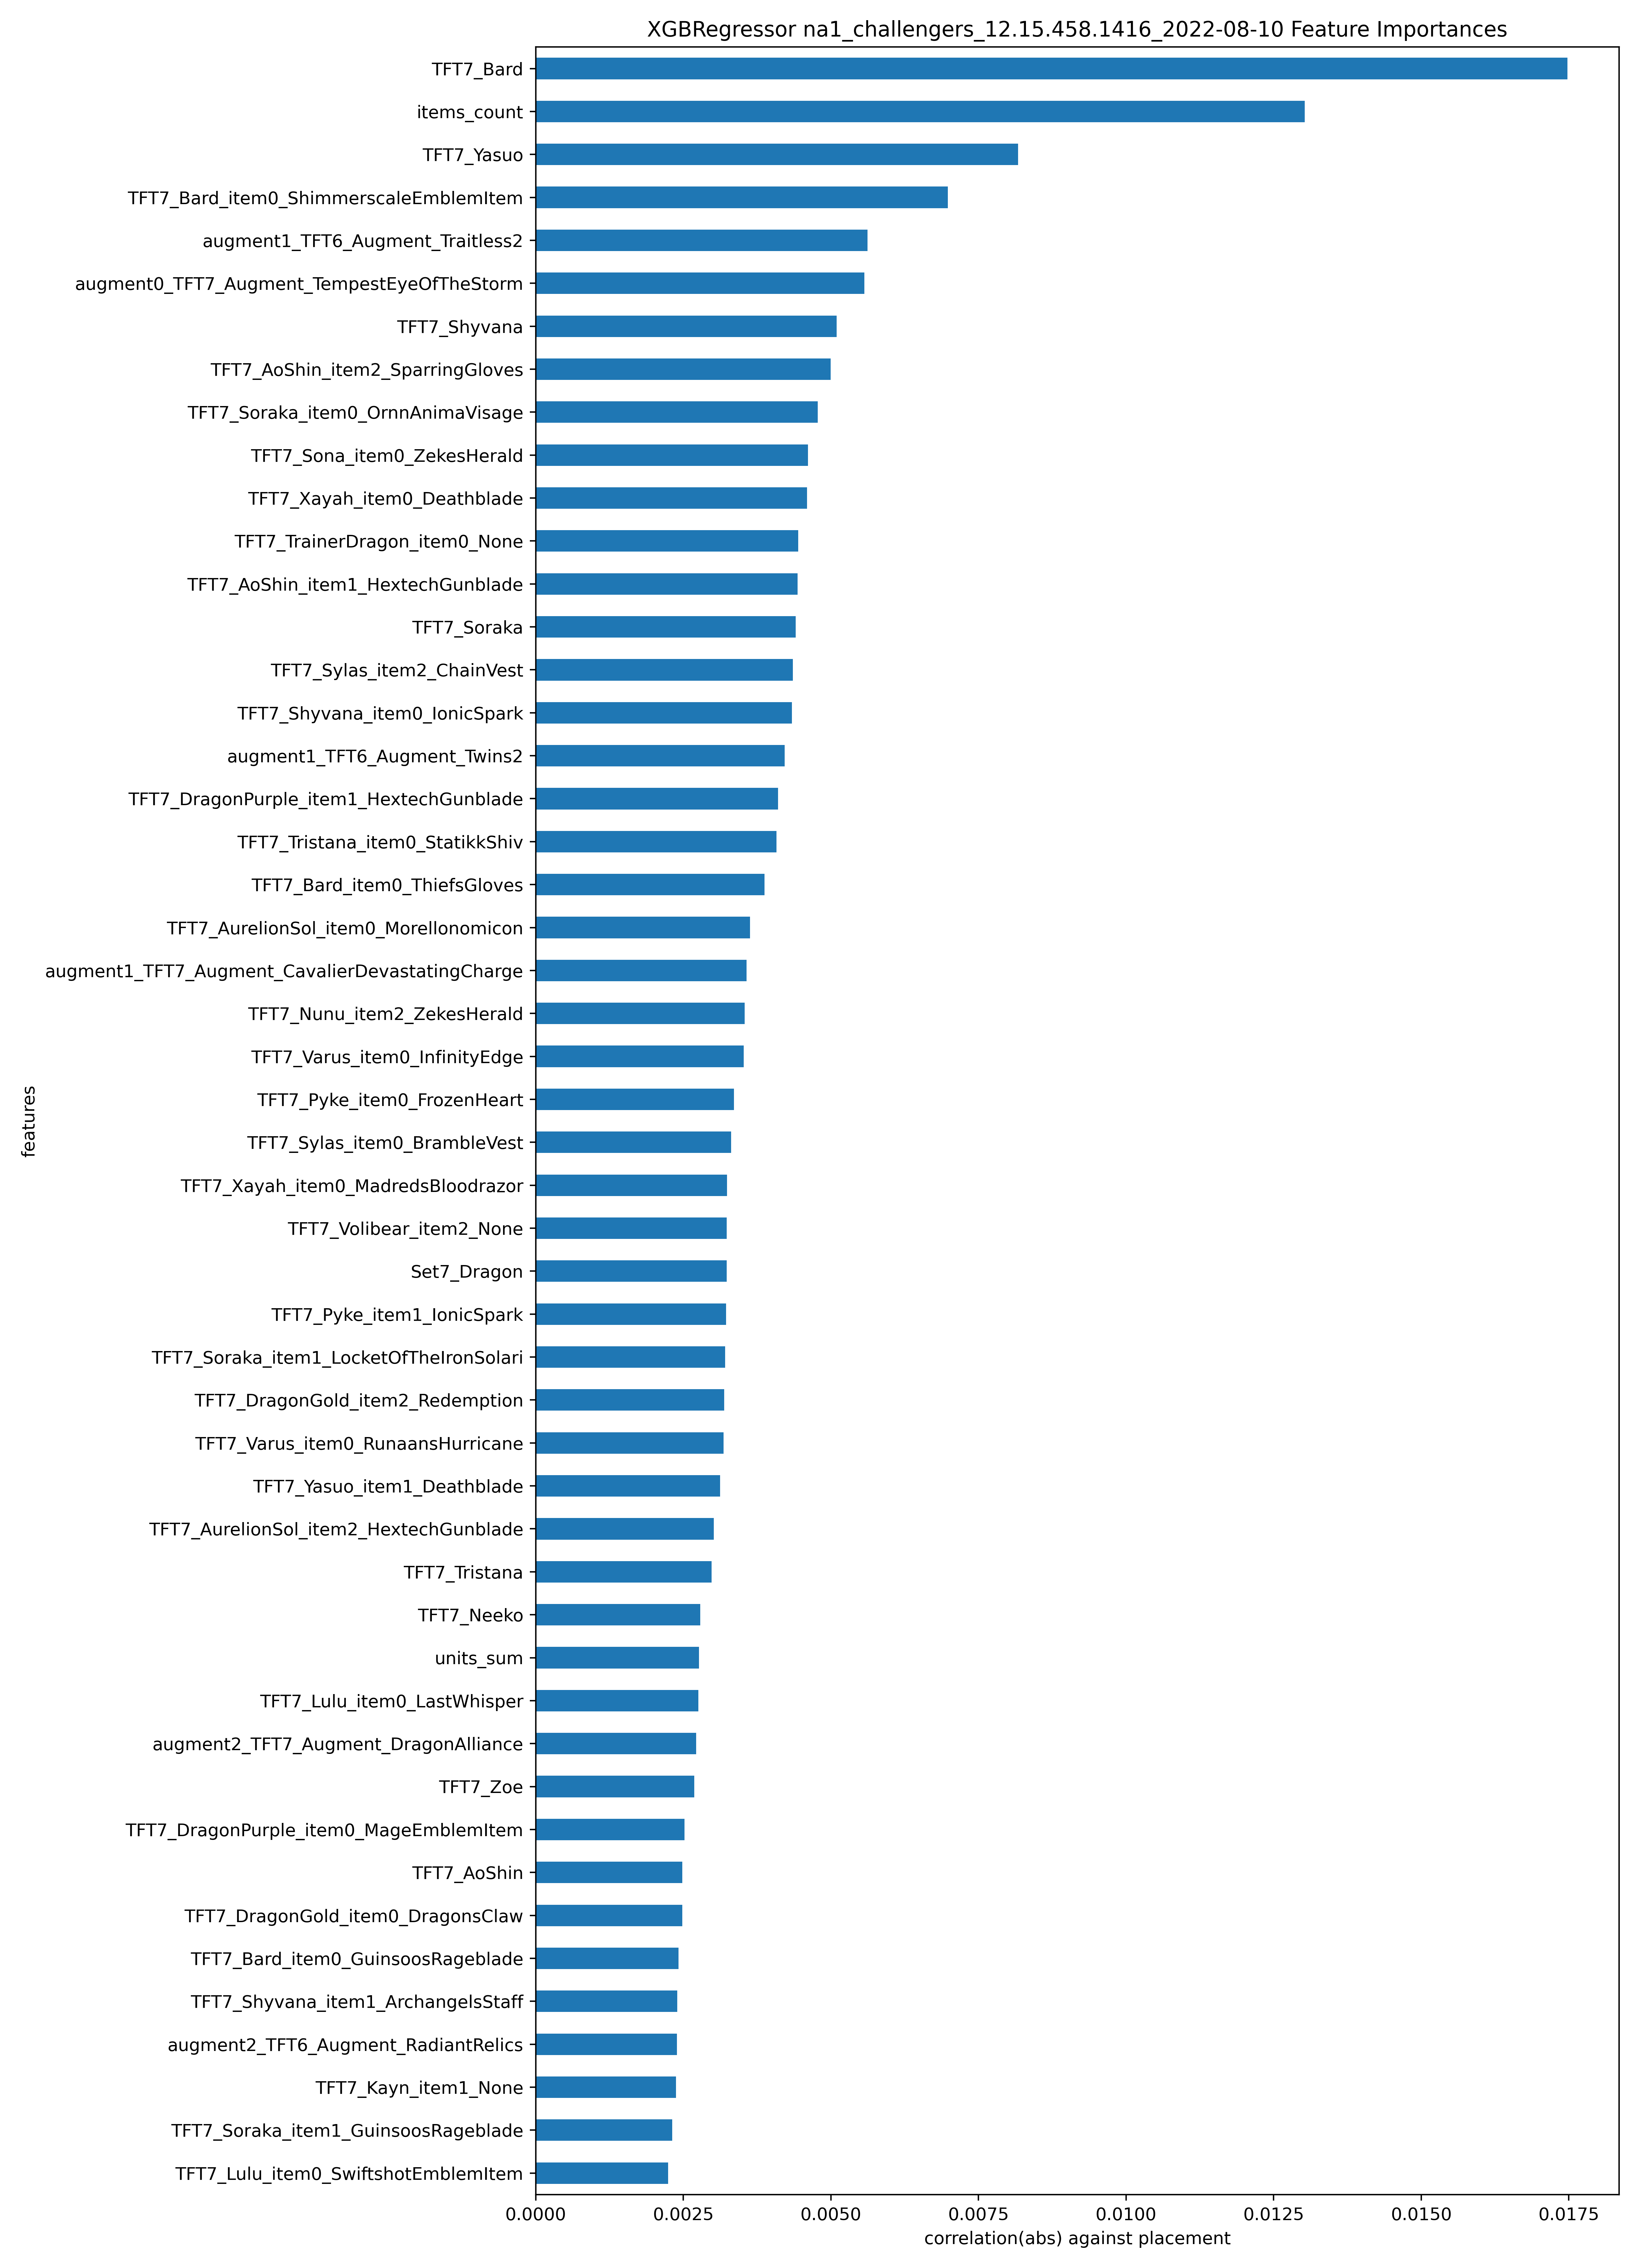 XGBRegressor na1_challengers_12.15.458.1416_2022-08-10 Feature Importances
TFT7_Bard
items_count
TFT7_Yasuo
TFT7_Bard_item0_ShimmerscaleEmblemItem
augment1_TFT6_Augment_Traitless2
augment0_TFT7_Augment_TempestEyeOfTheStorm
TFT7_Shyvana
TFT7_AoShin_item2_SparringGloves
TFT7_Soraka_item0_OrnnAnimaVisage
TFT7_Sona_item0_ZekesHerald
TFT7_Xayah_item0_Deathblade
TFT7_TrainerDragon_item0_None
TFT7_AoShin_item1_HextechGunblade
TFT7_Soraka
TFT7_Sylas_item2_ChainVest
TFT7_Shyvana_item0_IonicSpark
augment1_TFT6_Augment_Twins2
TFT7_DragonPurple_item1_HextechGunblade
TFT7_Tristana_item0_StatikkShiv
TFT7_Bard_item0_ThiefsGloves
TFT7_AurelionSol_item0_Morellonomicon
augment1_TFT7_Augment_CavalierDevastatingCharge
TFT7_Nunu_item2_ZekesHerald
TFT7_Varus_item0_InfinityEdge
TFT7_Pyke_item0_FrozenHeart
TFT7_Sylas_item0_BrambleVest
TFT7_Xayah_item0_MadredsBloodrazor
TFT7_Volibear_item2_None
Set7_Dragon
TFT7_Pyke_item1_IonicSpark
TFT7_Soraka_item1_LocketOfTheIronSolari
TFT7_DragonGold_item2_Redemption
TFT7_Varus_item0_RunaansHurricane
TFT7_Yasuo_item1_Deathblade
TFT7_AurelionSol_item2_HextechGunblade
TFT7_Tristana
TFT7_Neeko
units_sum
TFT7_Lulu_item0_LastWhisper
augment2_TFT7_Augment_DragonAlliance
TFT7_Zoe
TFT7_DragonPurple_item0_MageEmblemItem
TFT7_AoShin
TFT7_DragonGold_item0_DragonsClaw
TFT7_Bard_item0_GuinsoosRageblade
TFT7_Shyvana_item1_ArchangelsStaff
augment2_TFT6_Augment_RadiantRelics
TFT7_Kayn_item1_None
TFT7_Soraka_item1_GuinsoosRageblade
TFT7_Lulu_item0_SwiftshotEmblemItem
features
0.0000 0.0025 0.0050 0.0075 0.0100 0.0125 0.0150 0.0175
correlation(abs) against placement